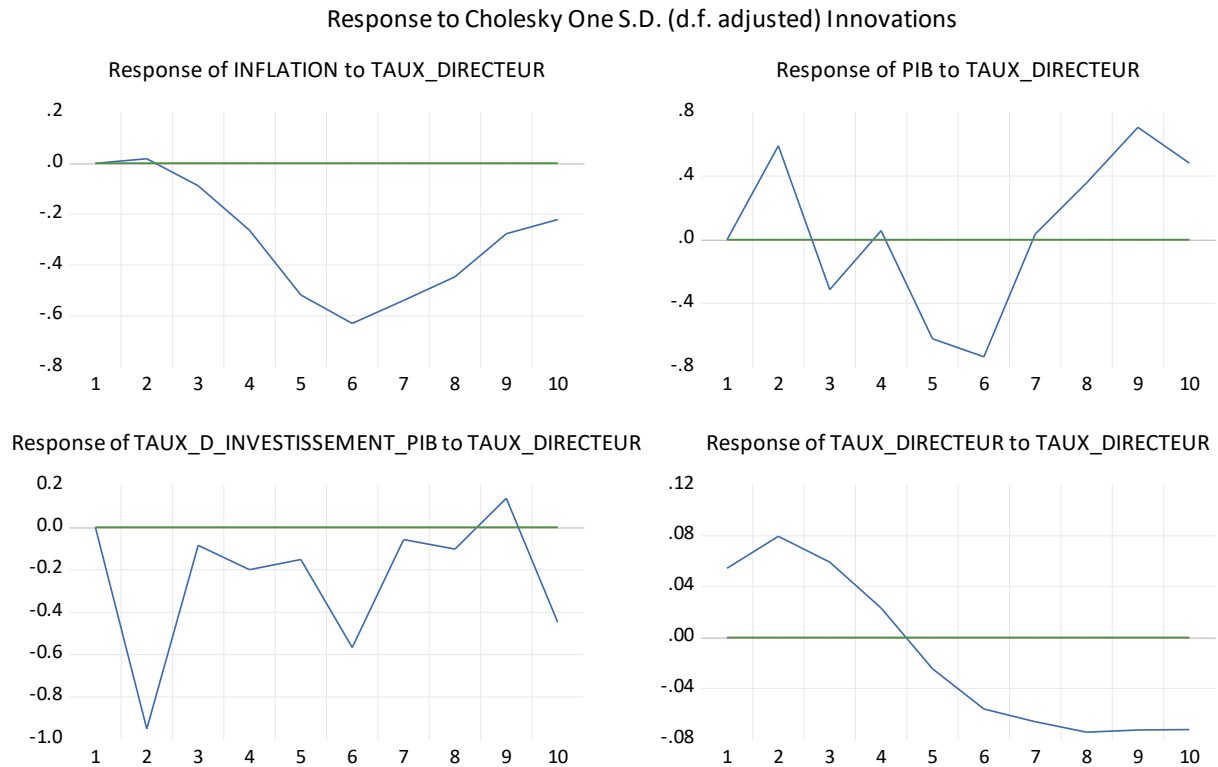 Response to Cholesky One S.D. (d.f. adjusted) Innovations
Response of INFLATION to TAUX_DIRECTEUR
.2
.0
-.2
-.4
-.6
-.8
1 2 3 4 5 6 7 8 9 10
Response of PIB to TAUX_DIRECTEUR
.8
.4
.0
-.4
-.8
1 2 3 4 5 6 7 8 9 10
Response of TAUX_D_INVESTISSEMENT_PIB to TAUX_DIRECTEUR
0.2
0.0
-0.2
-0.4
-0.6
-0.8
-1.0
1 2 3 4 5 6 7 8 9 10
Response of TAUX_DIRECTEUR to TAUX_DIRECTEUR
.12
.08
.04
.00
-.04
-.08
1 2 3 4 5 6 7 8 9 10